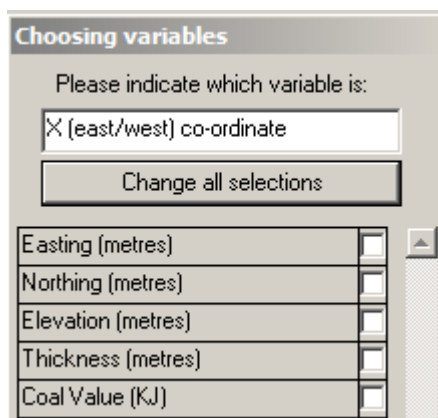 Choosing variables
Please indicate which variable is:
X (east/west) co-ordinate
Change all selections
Easting (metres)
Northing (metres)
Elevation (metres)
Thickness (metres)
Coal Value (KJ)